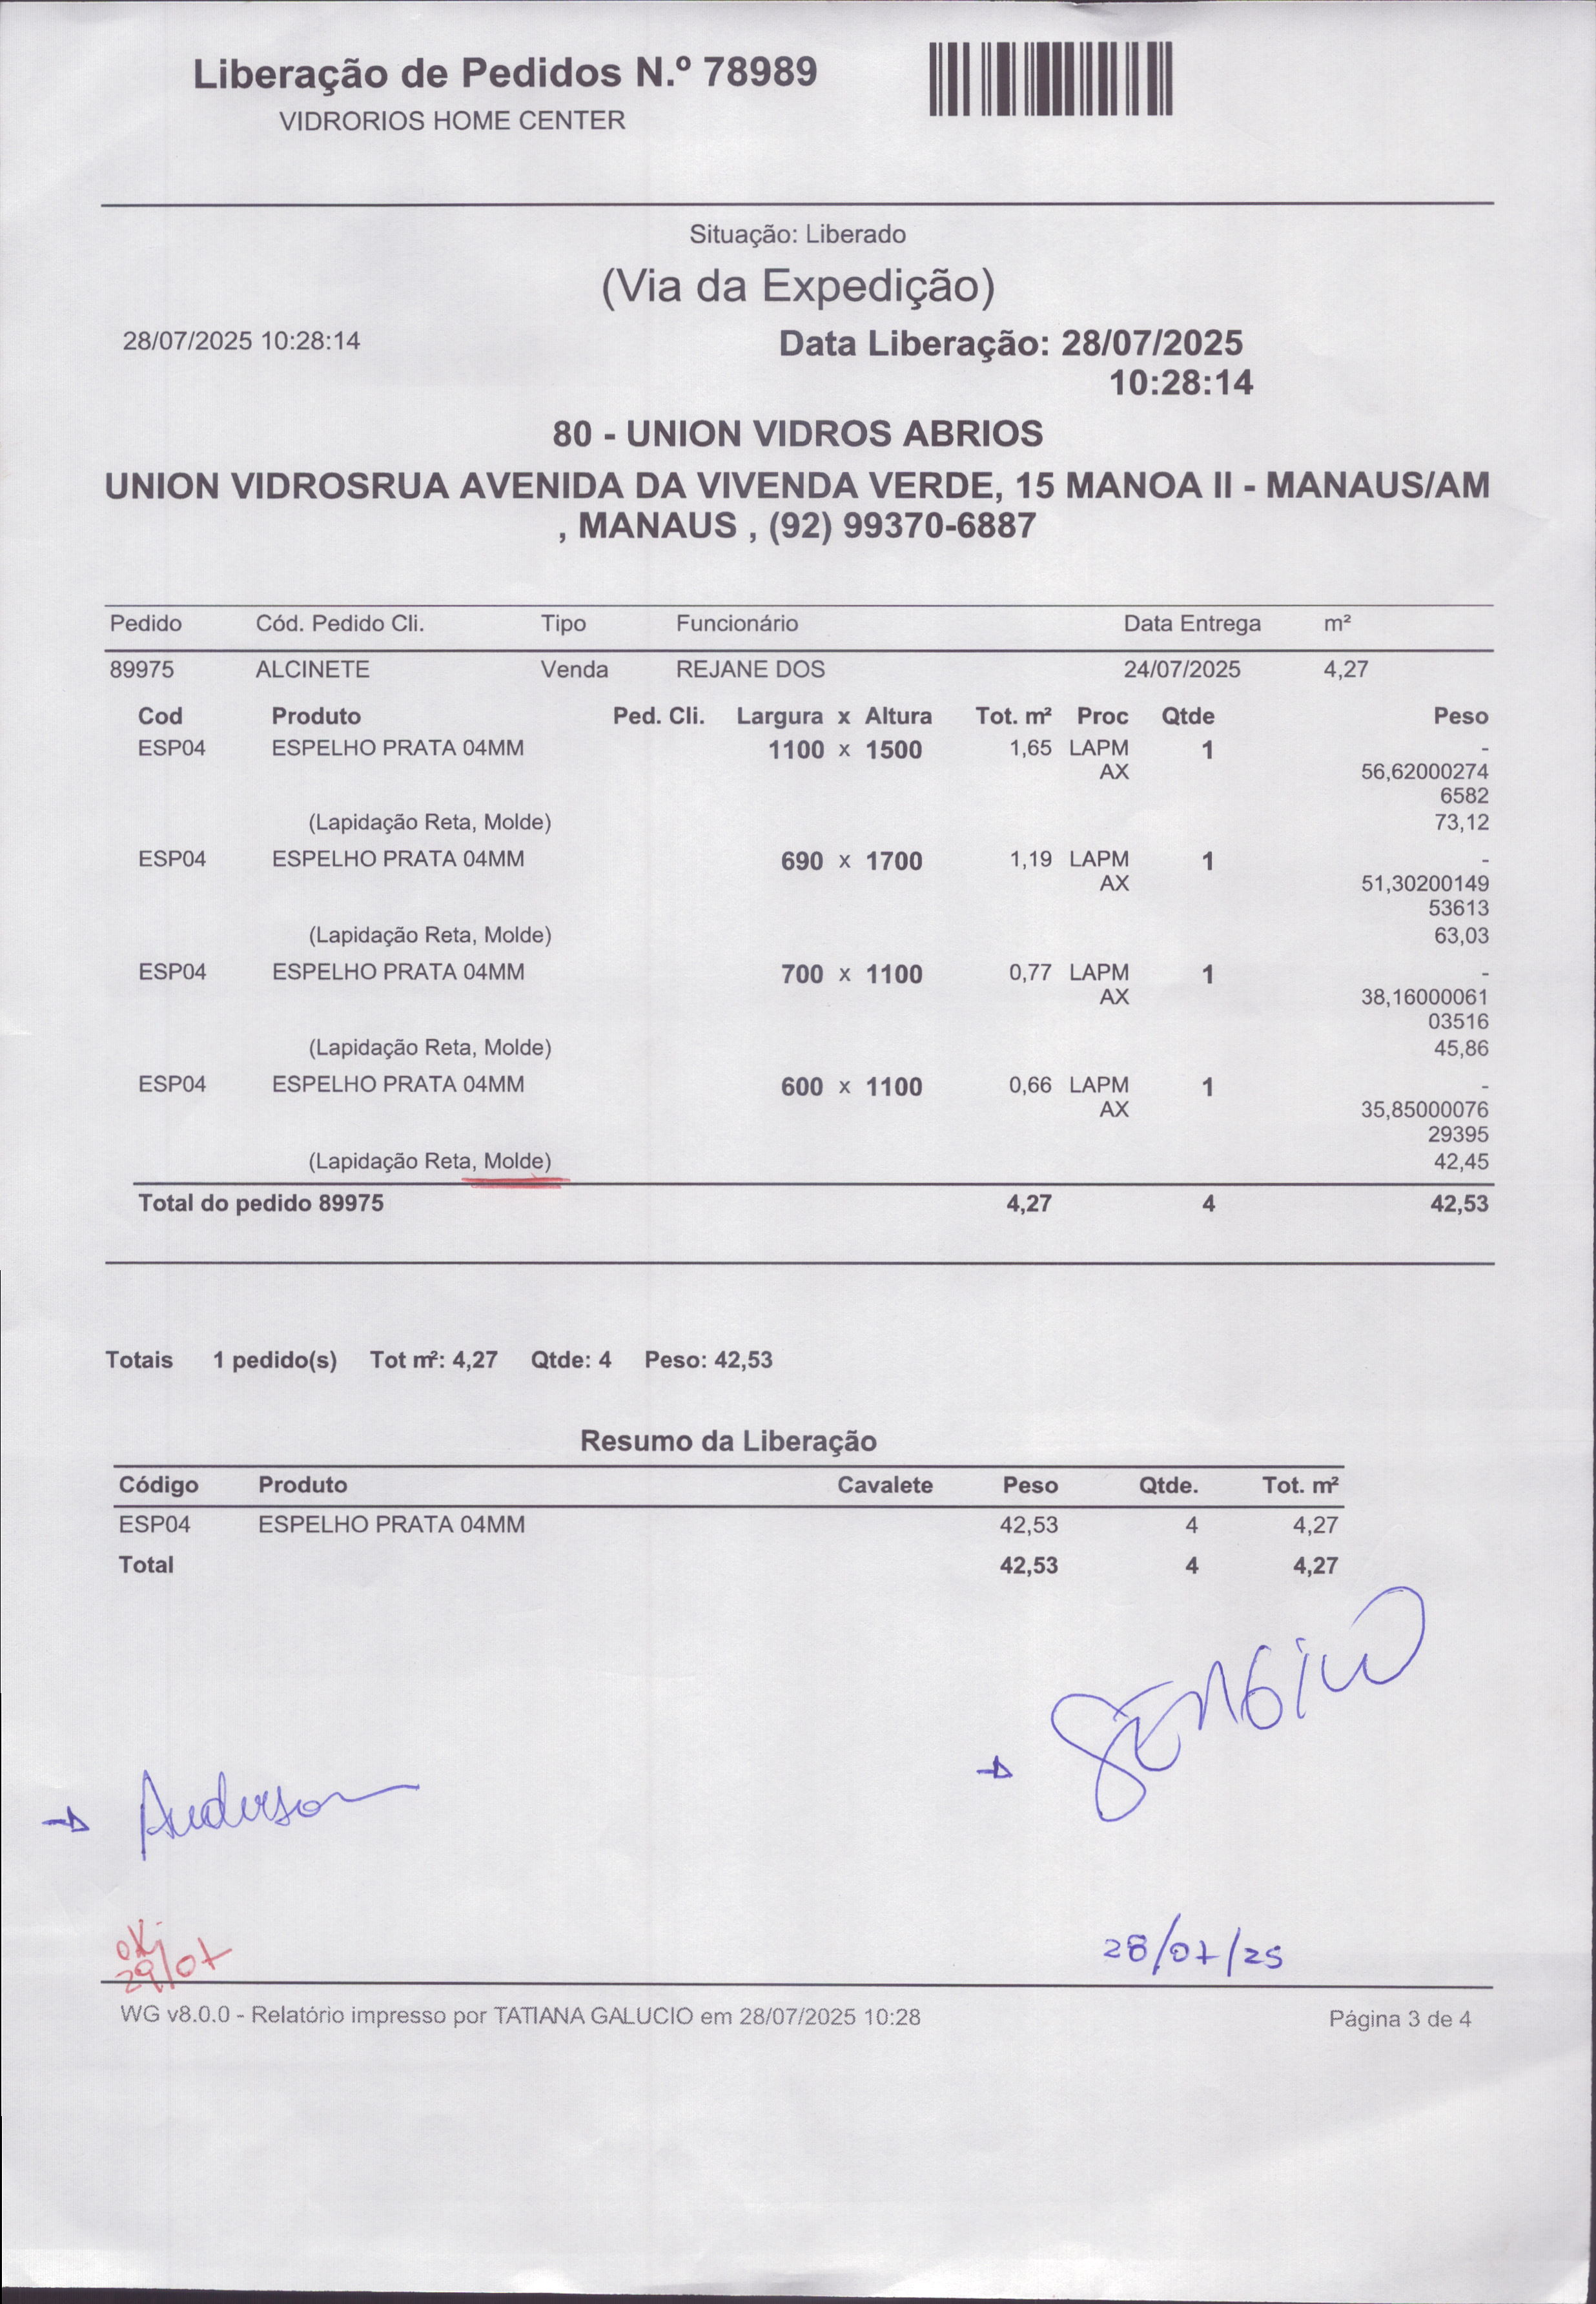 Liberação de Pedidos N.º 78989
VIDRORIOS HOME CENTER
Situação: Liberado
(Via da Expedição)
28/07/2025 10:28:14
Data Liberação: 28/07/2025
10:28:14
80 - UNION VIDROS ABRIOS
UNION VIDROSRUA AVENIDA DA VIVENDA VERDE, 15 MANOA II - MANAUS/AM
, MANAUS , (92) 99370-6887
Pedido Cód. Pedido Cli. Tipo Funcionário Data Entrega m²
89975 ALCINETE Venda REJANE DOS 24/07/2025 4,27
Cod Produto Ped. Cli. Largura x Altura Tot. m² Proc Qtde Peso
ESP04 ESPELHO PRATA 04MM 1100 x 1500 1,65 LAPM 1 -
AX 56,62000274
6582
(Lapidação Reta, Molde) 73,12
ESP04 ESPELHO PRATA 04MM 690 x 1700 1,19 LAPM 1 -
AX 51,30200149
53613
(Lapidação Reta, Molde) 63,03
ESP04 ESPELHO PRATA 04MM 700 x 1100 0,77 LAPM 1 -
AX 38,16000061
03516
(Lapidação Reta, Molde) 45,86
ESP04 ESPELHO PRATA 04MM 600 x 1100 0,66 LAPM 1 -
AX 35,85000076
29395
(Lapidação Reta, Molde) 42,45
Total do pedido 89975 4,27 4 42,53
Totais 1 pedido(s) Tot m²: 4,27 Qtde: 4 Peso: 42,53
Resumo da Liberação
Código Produto Cavalete Peso Qtde. Tot. m²
ESP04 ESPELHO PRATA 04MM 42,53 4 4,27
Total 42,53 4 4,27
SERGIO
Anderson
ok
29/07
28/07/25
WG v8.0.0 - Relatório impresso por TATIANA GALUCIO em 28/07/2025 10:28
Página 3 de 4